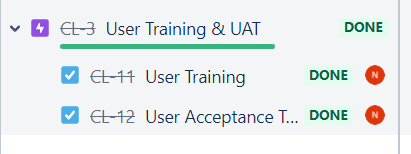 CL-3 User Training & UAT DONE
CL-11 User Training DONE N
CL-12 User Acceptance T... DONE N